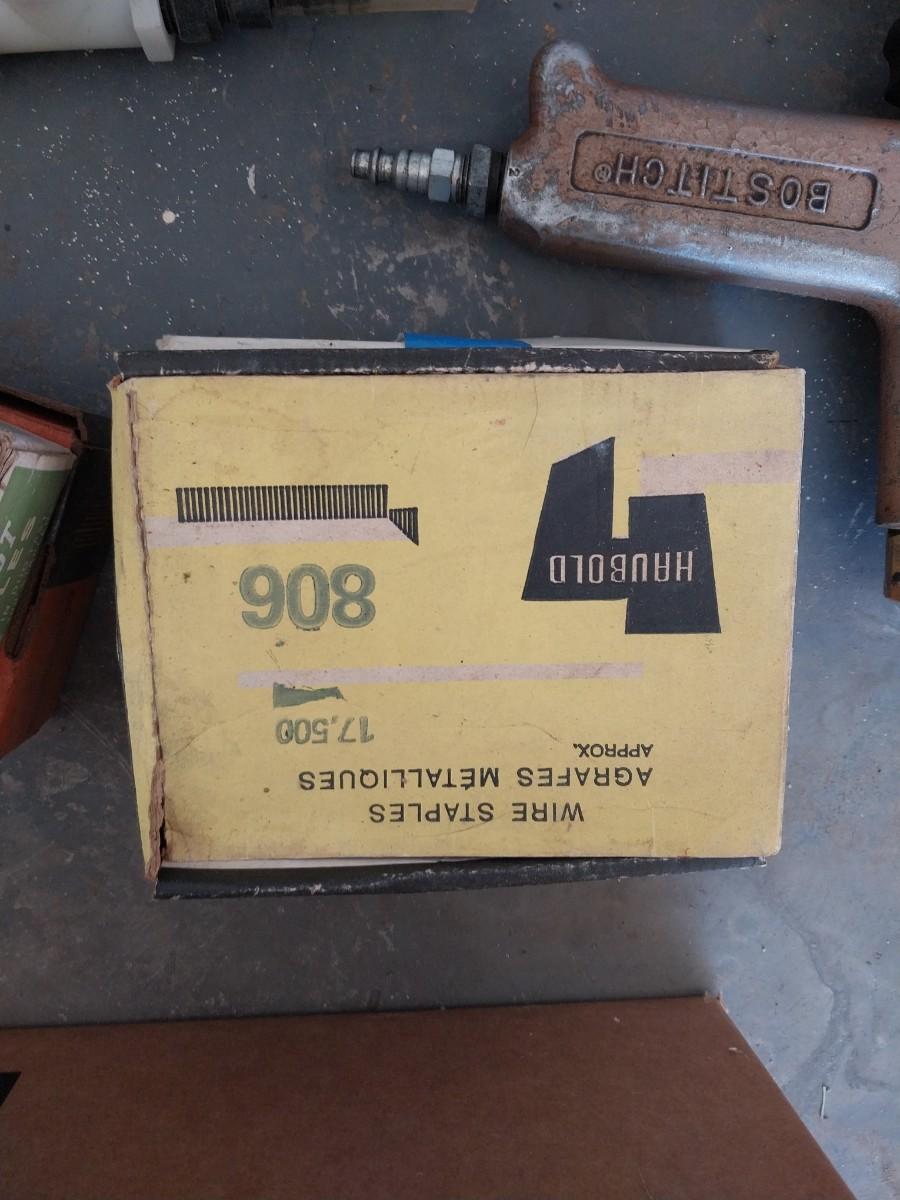 WIRE STAPLES
AGRAFES MÉTALLIQUES
APPROX.
17,500
806
HAUBOLD
BOSTITCH®